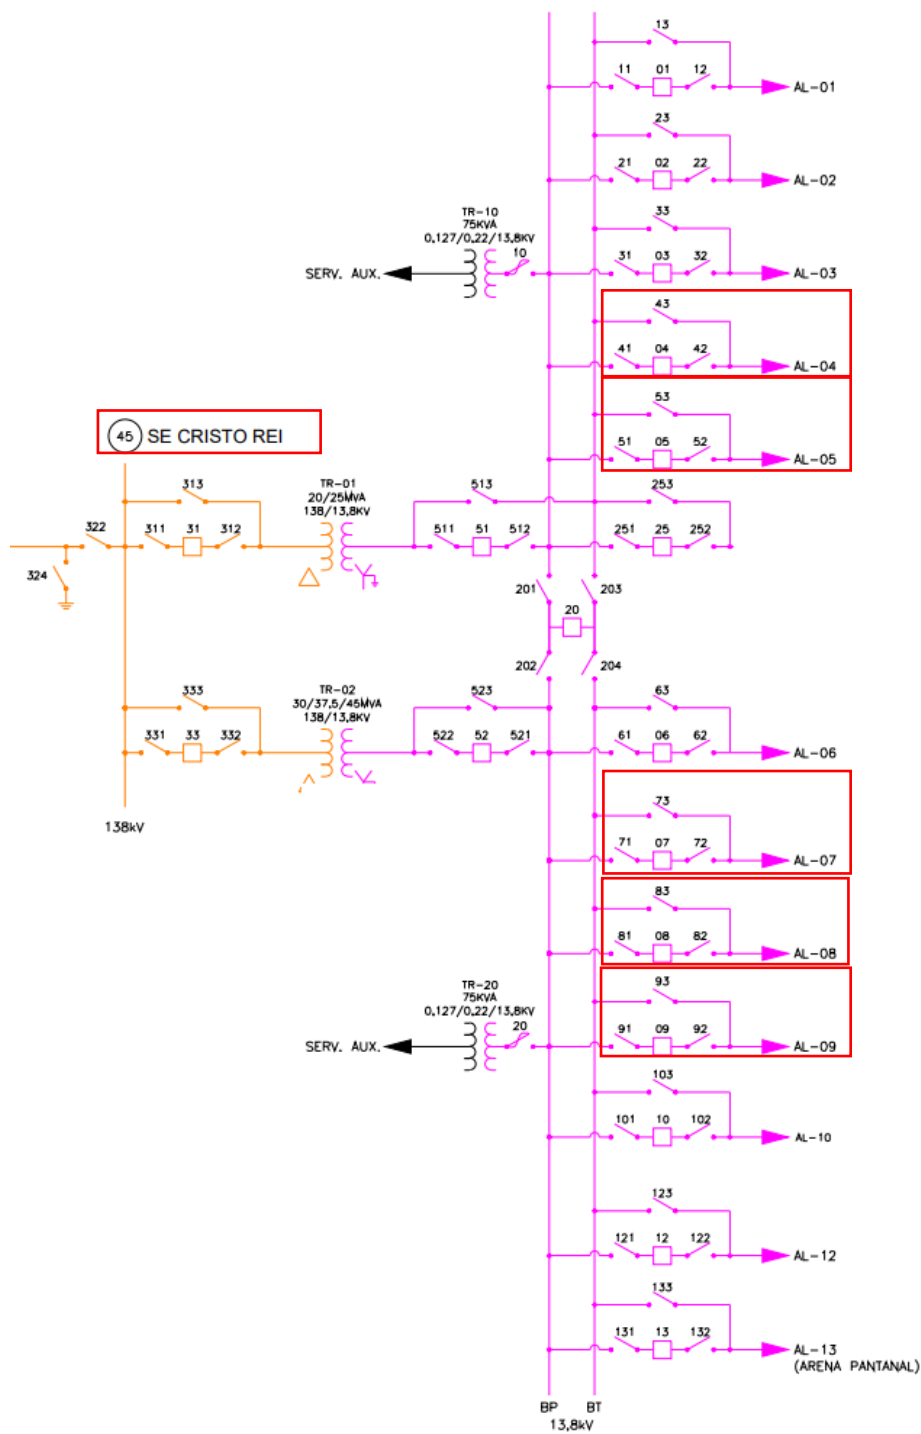 13
11 01 12
AL-01
23
21 02 22
AL-02
TR-10
75KVA
0,127/0,22/13,8KV
10
SERV. AUX.
33
31 03 32
AL-03
43
41 04 42
AL-04
53
51 05 52
AL-05
45 SE CRISTO REI
322
324
313
311 31 312
TR-01
20/25MVA
138/13,8KV
513
511 51 512
253
251 25 252
201 203
20
202 204
333
331 33 332
138kV
TR-02
30/37,5/45MVA
138/13,8KV
523
522 52 521
63
61 06 62
AL-06
73
71 07 72
AL-07
83
81 08 82
AL-08
TR-20
75KVA
0,127/0,22/13,8KV
20
SERV. AUX.
93
91 09 92
AL-09
103
101 10 102
AL-10
123
121 12 122
AL-12
133
131 13 132
AL-13
(ARENA PANTANAL)
BP BT
13,8kV